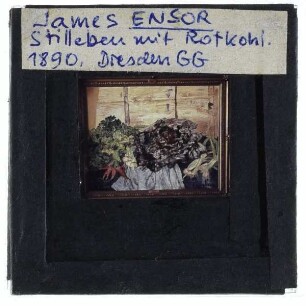 James ENSOR
Stilleben mit Rotkohl.
1890, Dresden GG